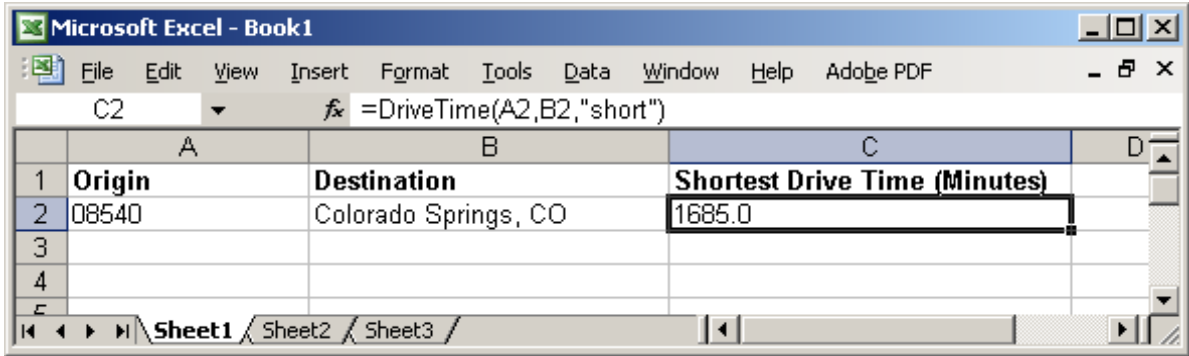 Microsoft Excel - Book1
File Edit View Insert Format Tools Data Window Help Adobe PDF
C2 fx =DriveTime(A2,B2,"short")
A B C D
1 Origin Destination Shortest Drive Time (Minutes)
2 08540 Colorado Springs, CO 1685.0
3
4
5
Sheet1 Sheet2 Sheet3